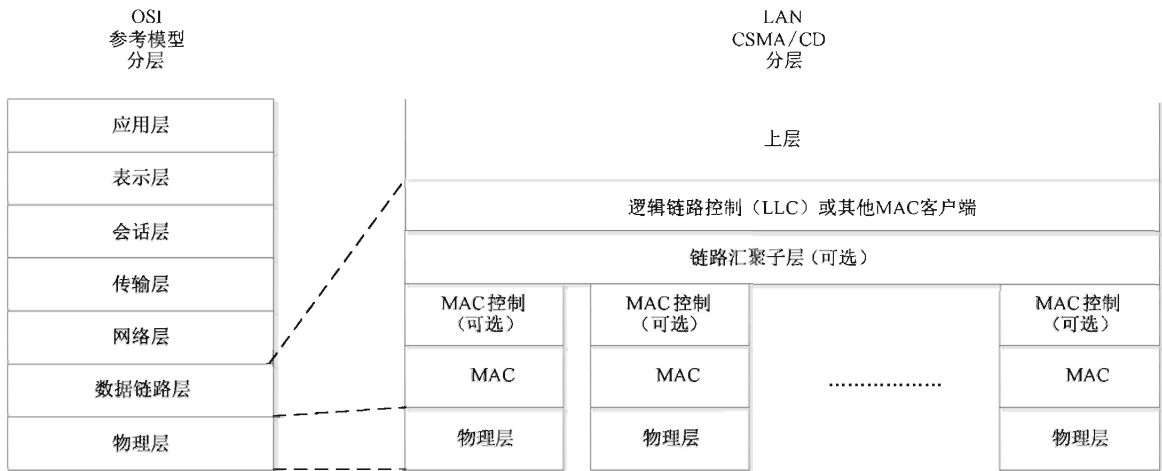 OSI
参考模型
分层
LAN
CSMA/CD
分层
应用层
表示层
会话层
传输层
网络层
数据链路层
物理层
上层
逻辑链路控制（LLC）或其他MAC客户端
链路汇聚子层（可选）
MAC控制
（可选）
MAC控制
（可选）
MAC控制
（可选）
MAC
MAC
………………
MAC
物理层
物理层
物理层